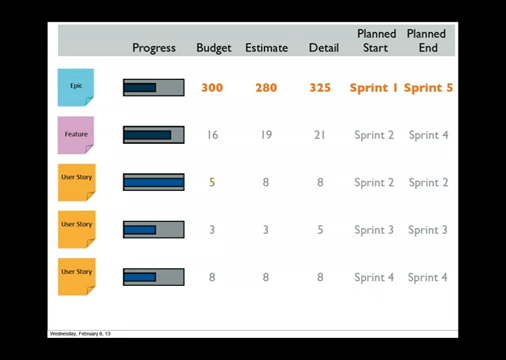 Progress Budget Estimate Detail Planned Start Planned End
Epic 300 280 325 Sprint 1 Sprint 5
Feature 16 19 21 Sprint 2 Sprint 4
User Story 5 8 8 Sprint 2 Sprint 2
User Story 3 3 5 Sprint 3 Sprint 3
User Story 8 8 8 Sprint 4 Sprint 4
Wednesday, February 6, 13